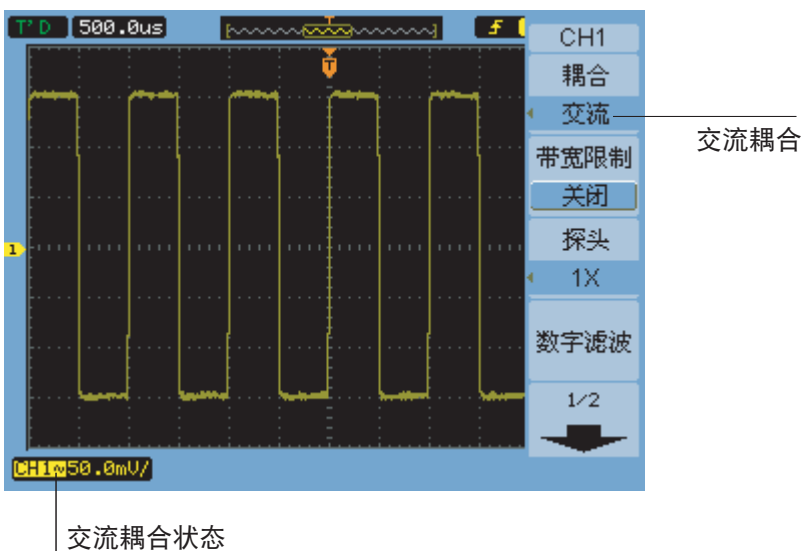 T'D 500.0us
T
T
1
CH1
耦合
交流
带宽限制
关闭
探头
1X
数字滤波
1/2
交流耦合
CH1~50.0mV/
交流耦合状态